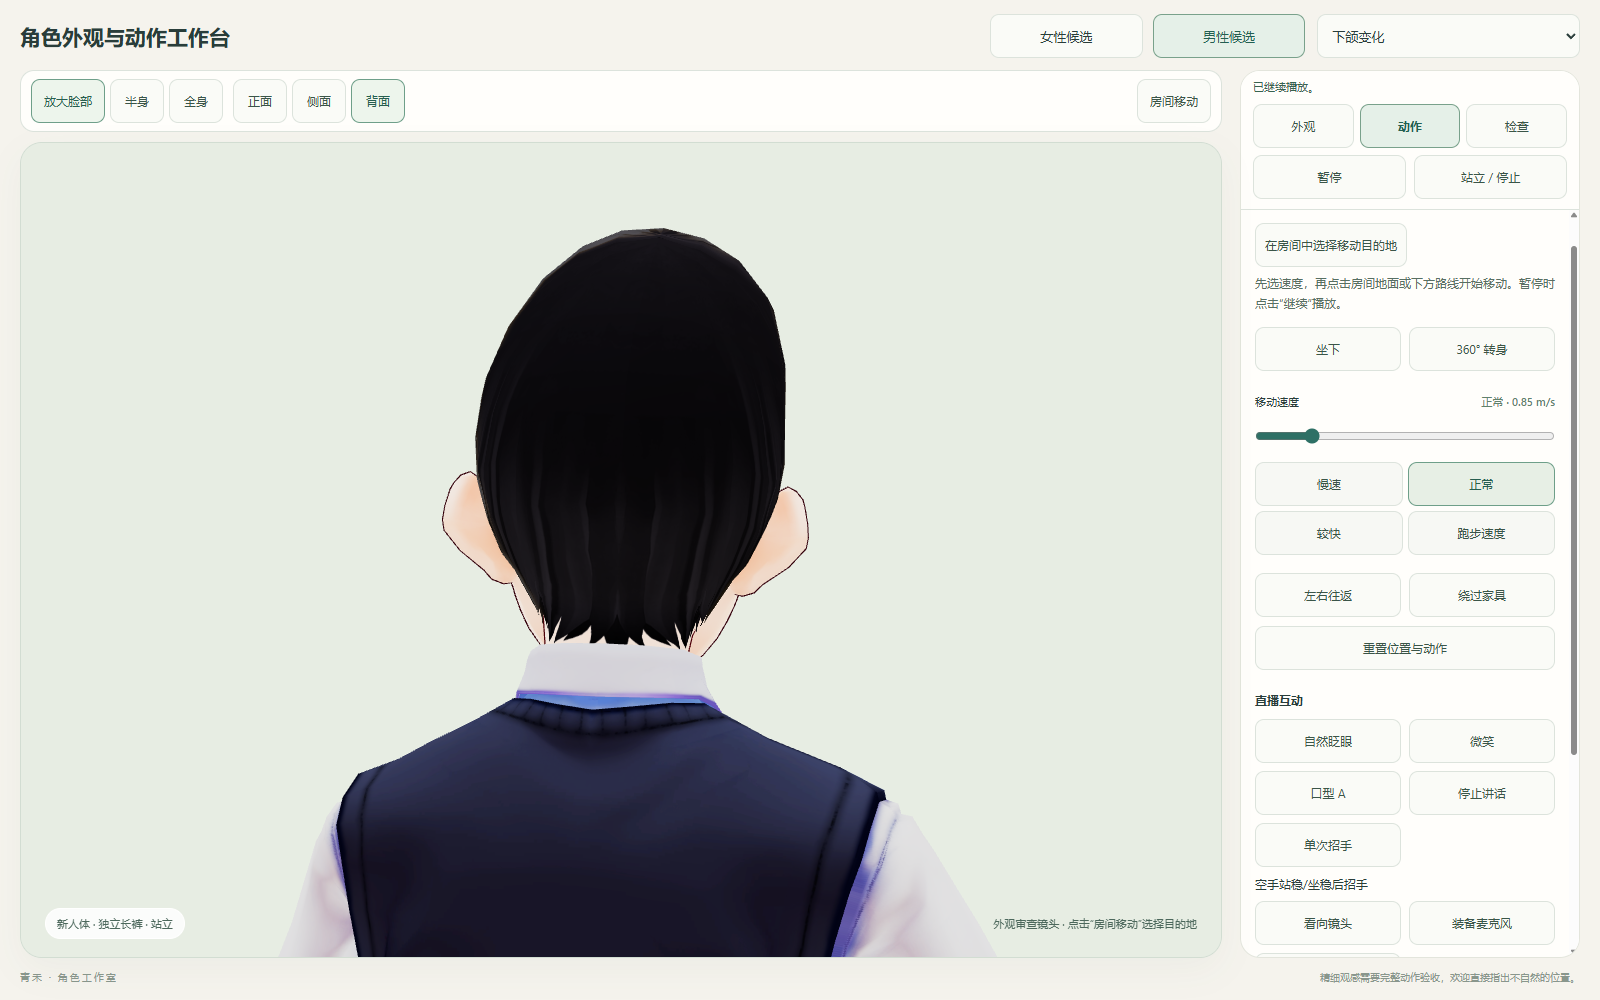 角色外观与动作工作台
女性候选
男性候选
下颌变化
放大脸部
半身
全身
正面
侧面
背面
房间移动
已继续播放。
外观
动作
检查
暂停
站立 / 停止
在房间中选择移动目的地
先选速度，再点击房间地面或下方路线开始移动。暂停时
点击“继续”播放。
坐下
360° 转身
移动速度
正常 · 0.85 m/s
慢速
正常
较快
跑步速度
左右往返
绕过家具
重置位置与动作
直播互动
自然眨眼
微笑
口型 A
停止讲话
单次招手
空手站稳/坐稳后招手
看向镜头
装备麦克风
新人体 · 独立长裤 · 站立
外观审查镜头 · 点击“房间移动”选择目的地
青禾 · 角色工作室
精细观感需要完整动作验收，欢迎直接指出不自然的位置。